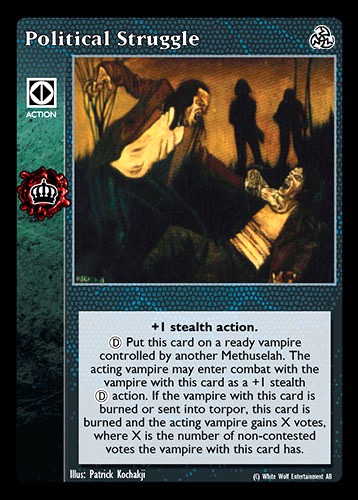 Political Struggle
ACTION
+1 stealth action.
Ⓓ Put this card on a ready vampire
controlled by another Methuselah. The
acting vampire may enter combat with the
vampire with this card as a +1 stealth
Ⓓ action. If the vampire with this card is
burned or sent into torpor, this card is
burned and the acting vampire gains X votes,
where X is the number of non-contested
votes the vampire with this card has.
Illus: Patrick Kochakji
(C) White Wolf Entertainment AB